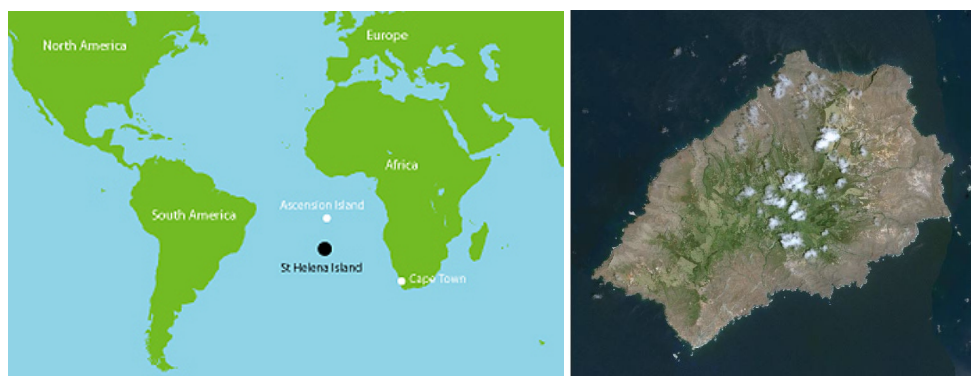 North America
Europe
Africa
South America
Ascension Island
St Helena Island
Cape Town